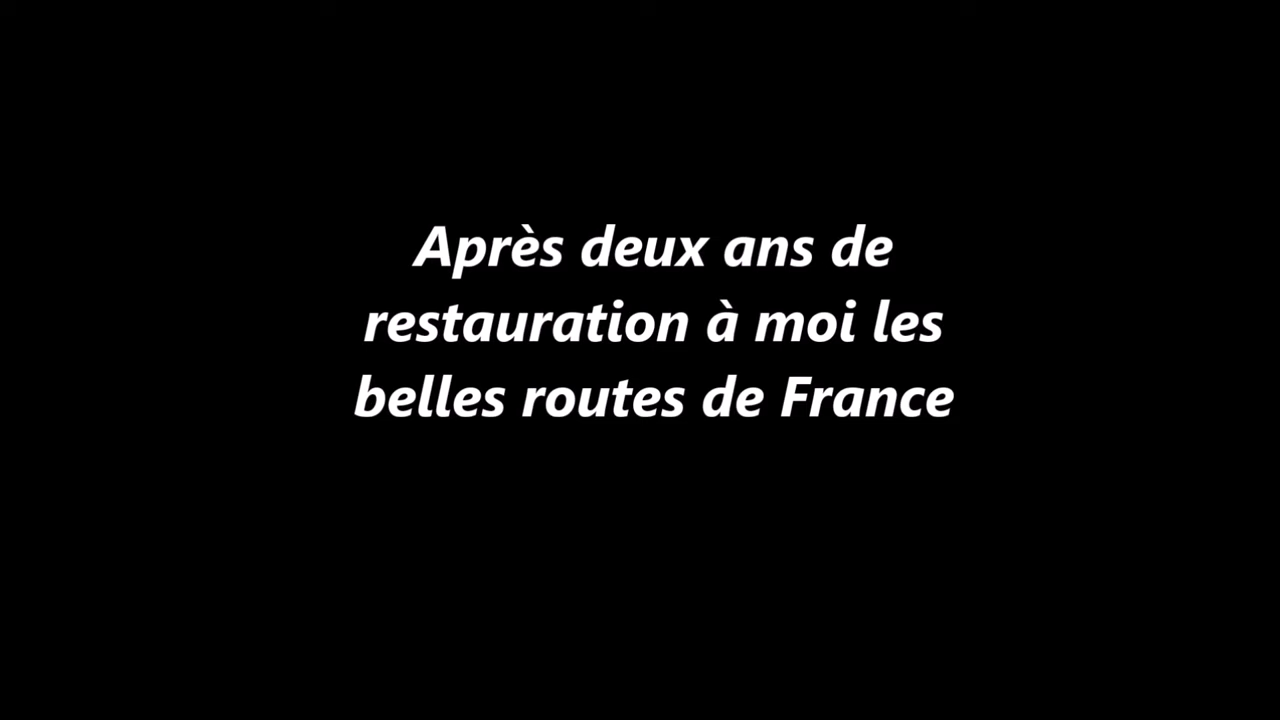 Après deux ans de
restauration à moi les
belles routes de France